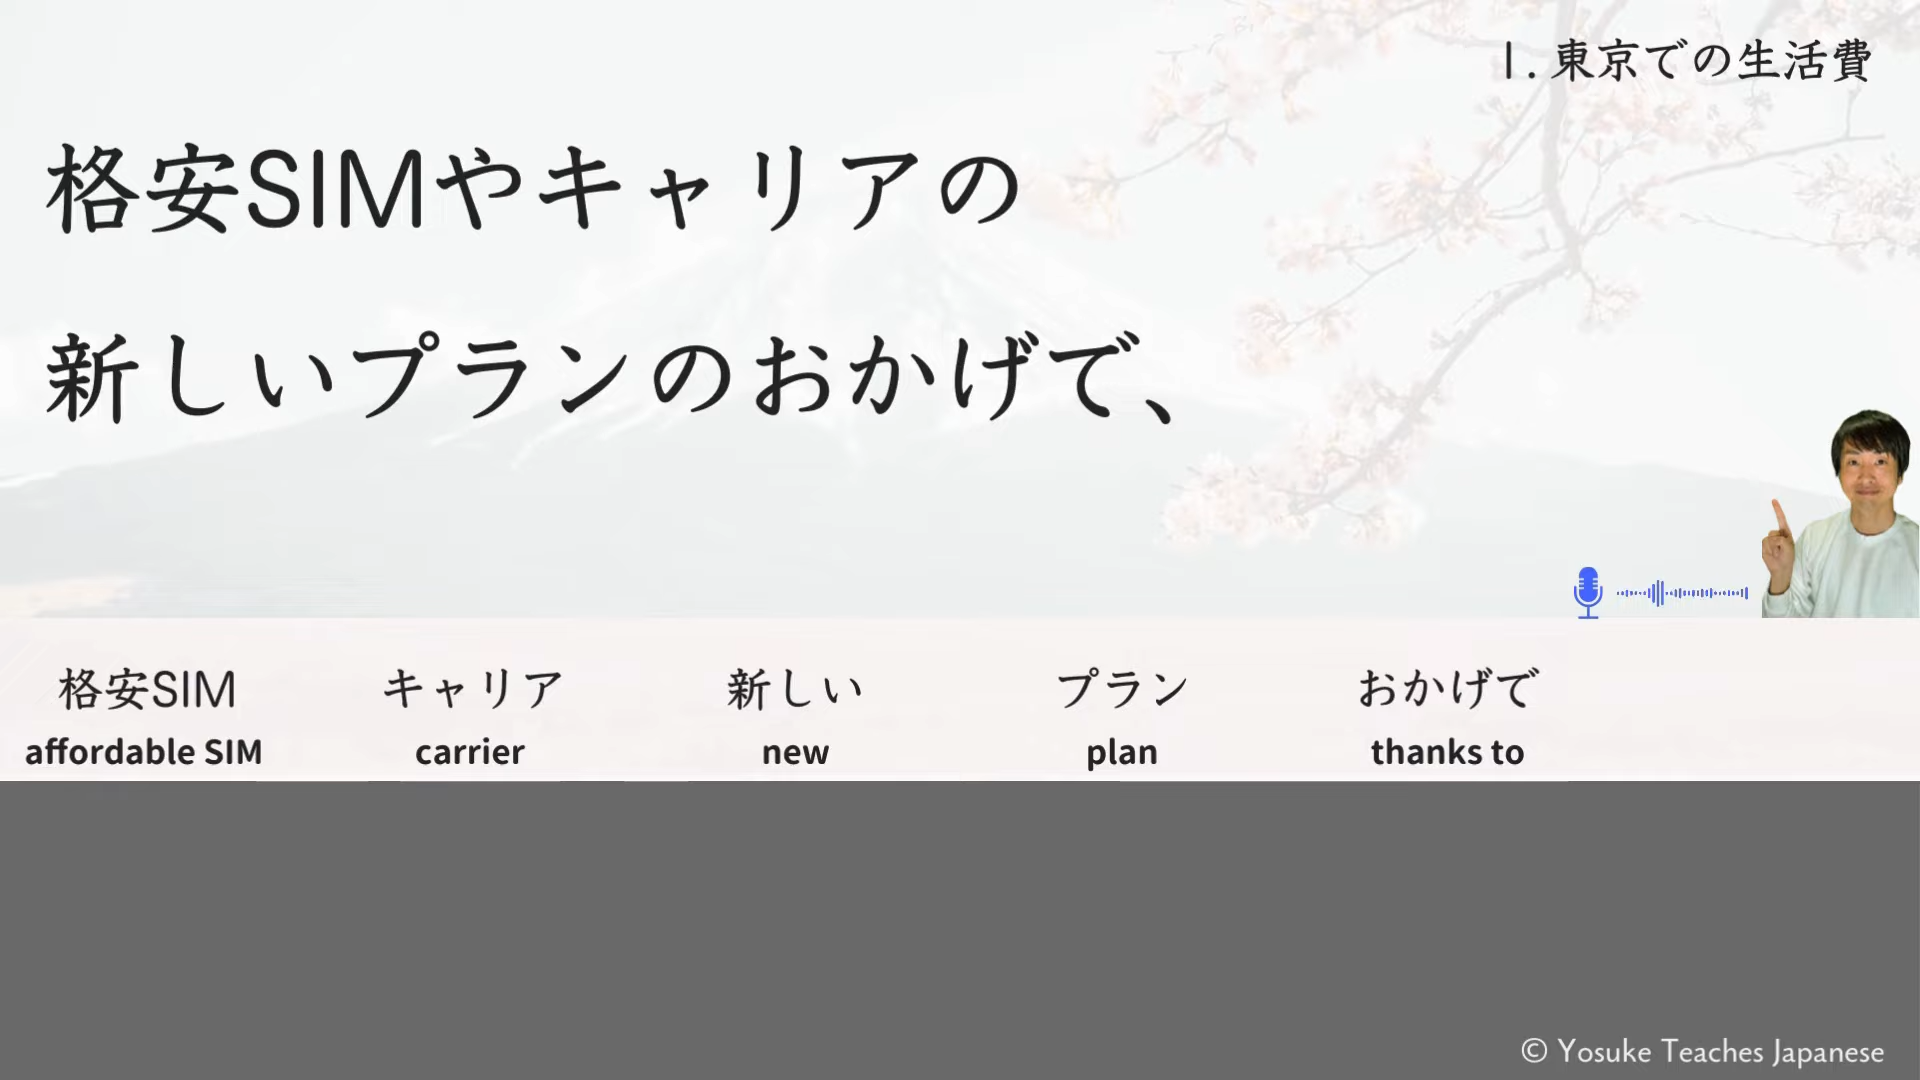 1. 東京での生活費
格安SIMやキャリアの
新しいプランのおかげで、
格安SIM キャリア 新しい プラン おかげで
affordable SIM carrier new plan thanks to
© Yosuke Teaches Japanese